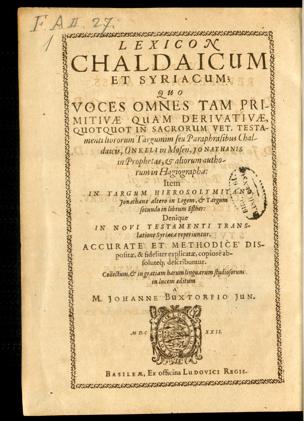 F.A.II.27.
1
LEXICON
CHALDAICUM
ET SYRIACUM;
QUO
VOCES OMNES TAM PRI-
MITIVÆ QUAM DERIVATIVÆ,
QUOTQUOT IN SACRORUM VET. TESTA-
menti librorum Targumim seu Paraphrasibus Chal-
daicis, ONKELI in Mosen, JONATHANIS
in Prophetas, & aliorum autho-
rum in Hagiographa:
Item
IN TARGUM HIEROSOLYMITANO,
Jonathane altero in Legem, & Targum
secundo in librum Esther:
Denique
IN NOVI TESTAMENTI TRANS-
latione Syriaca reperiuntur,
ACCURATE ET METHODICE DIS-
positæ, & fideliter explicatæ, copiosè ab-
soluteq́; describuntur.
Collectum, & in gratiam harum linguarum studiosorum
in lucem editum
A
M. JOHANNE BUXTORFIO JUN.
M.DC XXII.
BASILEÆ, Ex officina LUDOVICI REGIS.